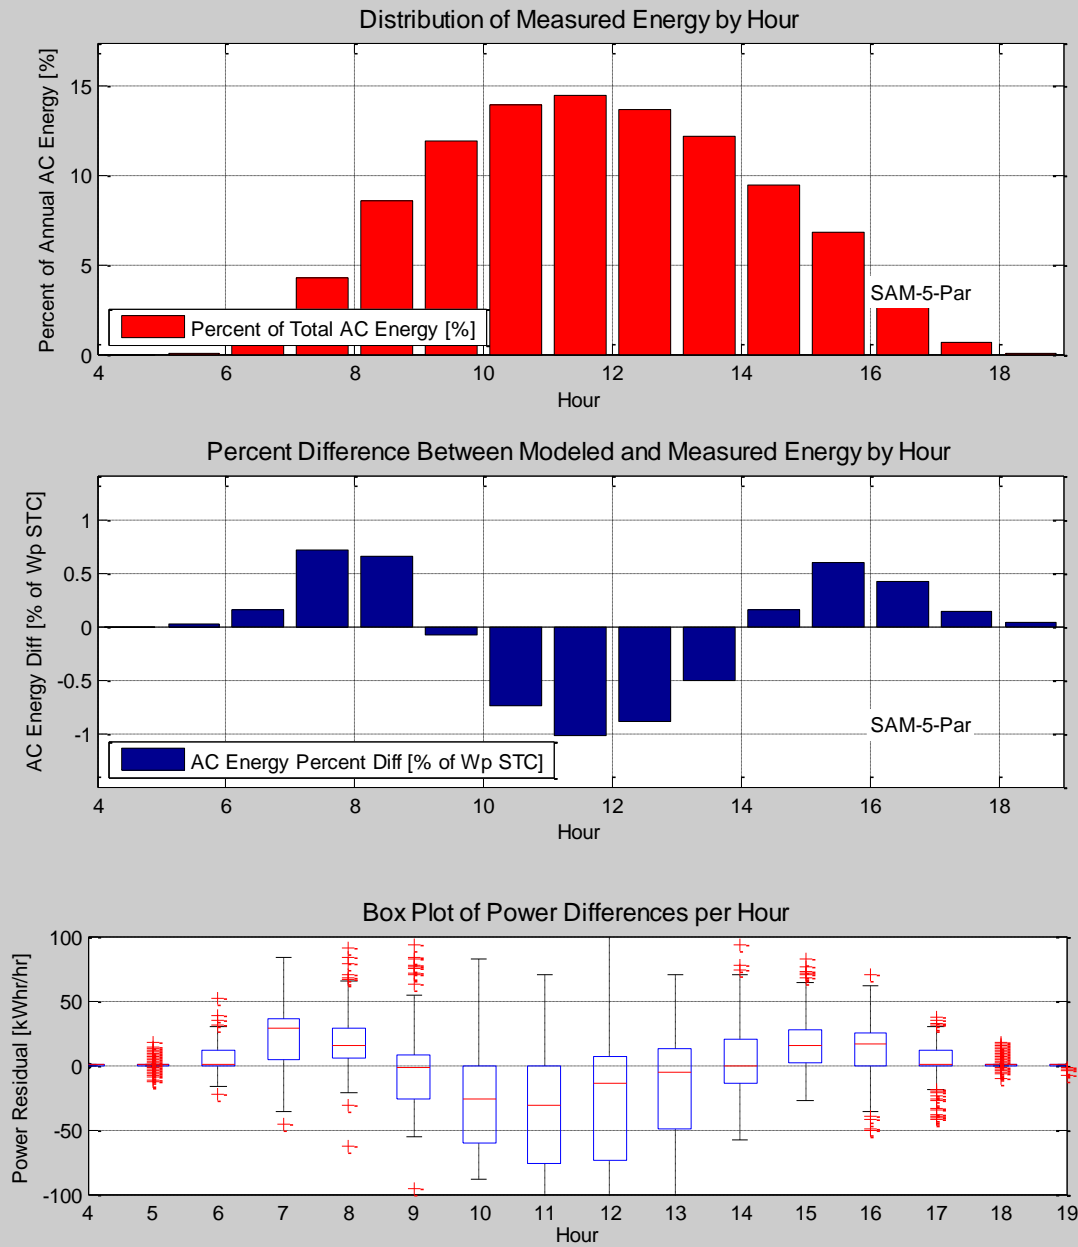 Distribution of Measured Energy by Hour
Percent of Annual AC Energy [%]
15
10
5
0
SAM-5-Par
Percent of Total AC Energy [%]
4 6 8 10 12 14 16 18
Hour
Percent Difference Between Modeled and Measured Energy by Hour
AC Energy Diff [% of Wp STC]
1
0.5
0
-0.5
-1
SAM-5-Par
AC Energy Percent Diff [% of Wp STC]
4 6 8 10 12 14 16 18
Hour
Box Plot of Power Differences per Hour
Power Residual [kWhr/hr]
100
50
0
-50
-100
4 5 6 7 8 9 10 11 12 13 14 15 16 17 18 19
Hour